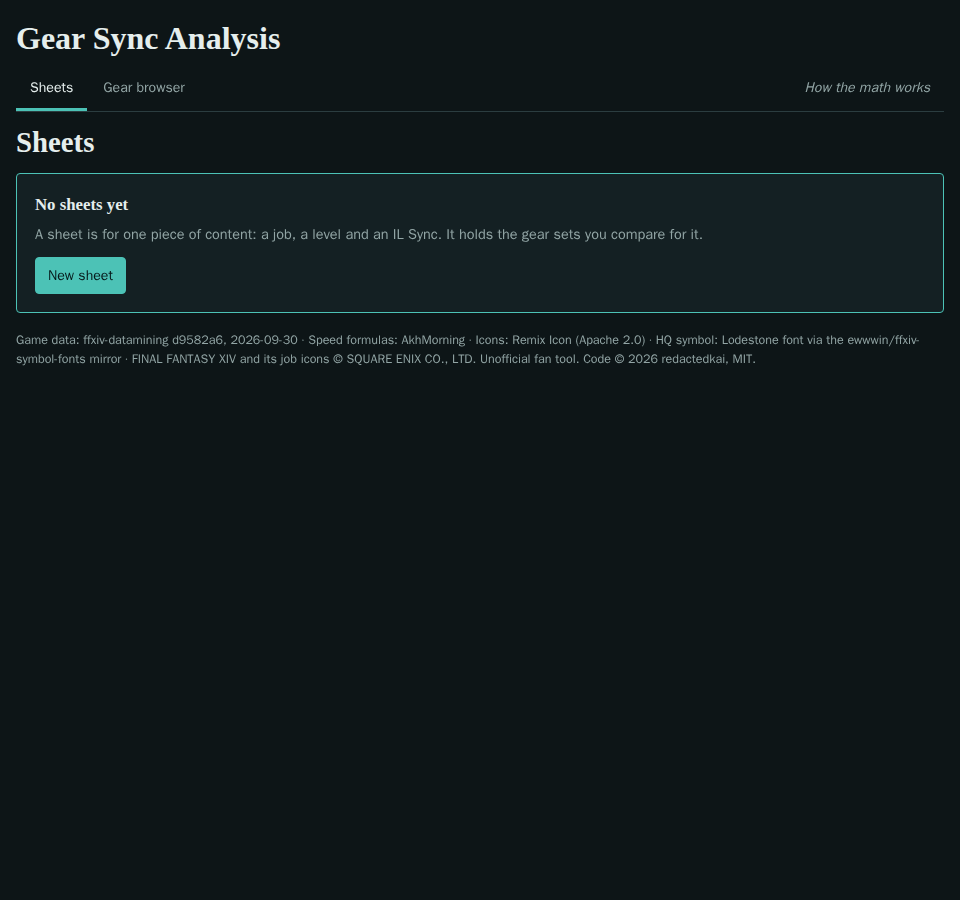 Gear Sync Analysis
Sheets
Gear browser
How the math works
Sheets
No sheets yet
A sheet is for one piece of content: a job, a level and an IL Sync. It holds the gear sets you compare for it.
New sheet
Game data: ffxiv-datamining d9582a6, 2026-09-30 · Speed formulas: AkhMorning · Icons: Remix Icon (Apache 2.0) · HQ symbol: Lodestone font via the ewwwin/ffxiv-
symbol-fonts mirror · FINAL FANTASY XIV and its job icons © SQUARE ENIX CO., LTD. Unofficial fan tool. Code © 2026 redactedkai, MIT.